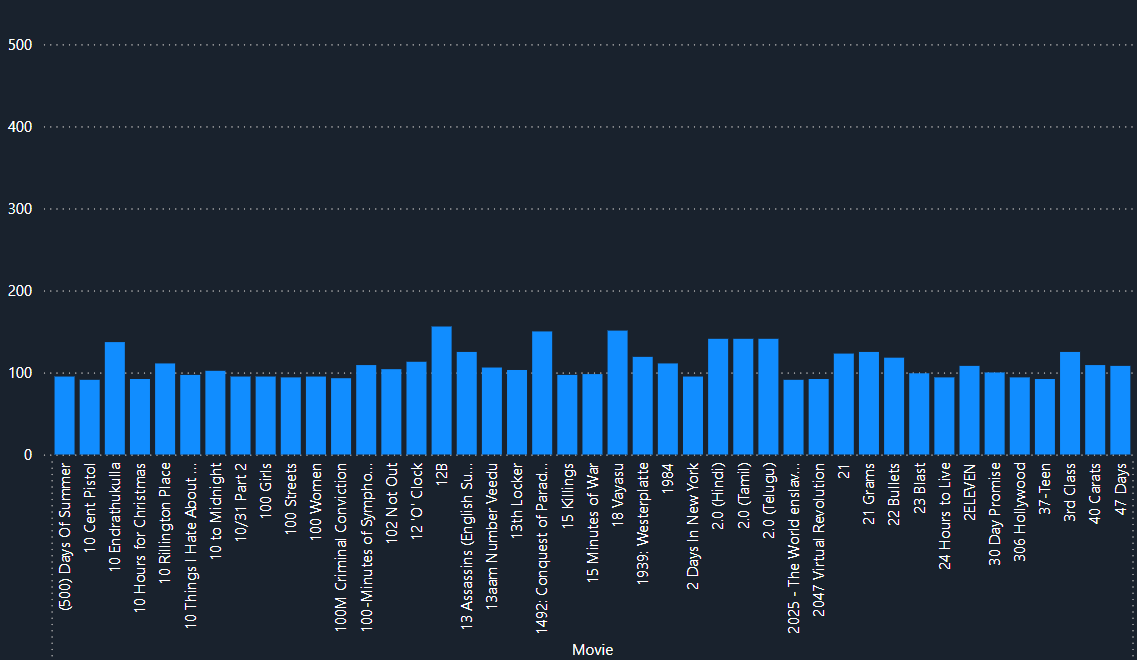 500
400
300
200
100
0
(500) Days Of Summer
10 Cent Pistol
10 Endrathukulla
10 Hours for Christmas
10 Rillington Place
10 Things I Hate About...
10 to Midnight
10/31 Part 2
100 Girls
100 Streets
100 Women
100M Criminal Conviction
100-Minutes of Sympho...
102 Not Out
12 'O' Clock
12B
13 Assassins (English Su...
13aam Number Veedu
13th Locker
1492: Conquest of Parad...
15 Killings
15 Minutes of War
18 Vayasu
1939: Westerplatte
1984
2 Days In New York
2.0 (Hindi)
2.0 (Tamil)
2.0 (Telugu)
2025 - The World enslav...
2047 Virtual Revolution
21
21 Grams
22 Bullets
23 Blast
24 Hours to Live
2ELEVEN
30 Day Promise
306 Hollywood
37-Teen
3rd Class
40 Carats
47 Days
Movie